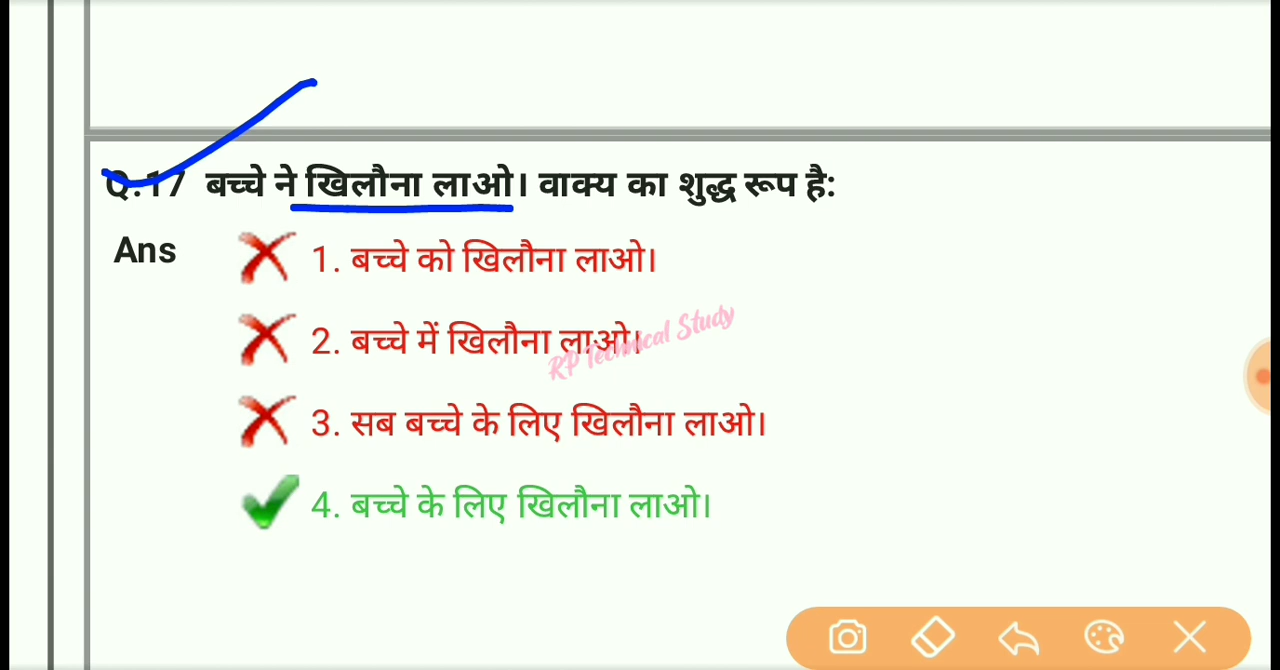 Q.17 बच्चे ने खिलौना लाओ। वाक्य का शुद्ध रूप है:
Ans
1. बच्चे को खिलौना लाओ।
2. बच्चे में खिलौना लाओ।
RP Technical Study
3. सब बच्चे के लिए खिलौना लाओ।
4. बच्चे के लिए खिलौना लाओ।